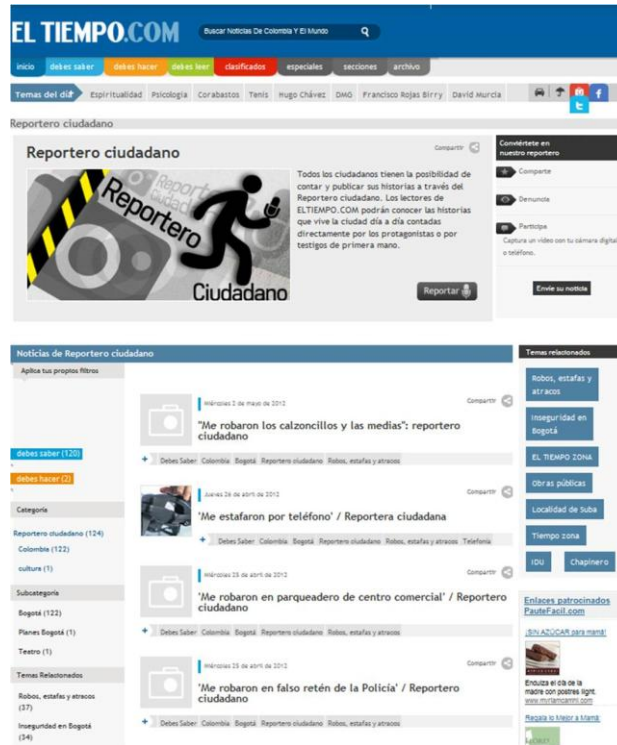 EL TIEMPO.COM
Buscar Noticias De Colombia Y El Mundo
inicio debes saber debes hacer debes leer clasificados especiales secciones archivo
Temas del día Espiritualidad Psicología Corabastos Tenis Hugo Chávez DMG Francisco Rojas Birry David Murcia
Reportero ciudadano
Reportero ciudadano
Compartir
Reportero
Ciudadano
Todos los ciudadanos tienen la posibilidad de
contar y publicar sus historias a través del
Reportero ciudadano. Los lectores de
ELTIEMPO.COM podrán conocer las historias
que vive la ciudad día a día contadas
directamente por los protagonistas o por
testigos de primera mano.
Reportar
Conviértete en
nuestro reportero
Comparte
Denuncia
Participa
Captura un vídeo con tu cámara digital
o teléfono.
Envíe su noticia
Noticias de Reportero ciudadano
Aplica tus propios filtros
debes saber (120)
debes hacer (2)
Categoría
Reportero ciudadano (124)
Colombia (122)
cultura (1)
Subcategoría
Bogotá (122)
Planes Bogotá (1)
Teatro (1)
Temas Relacionados
Robos, estafas y atracos
(37)
Inseguridad en Bogotá
(34)
Miércoles 2 de mayo de 2012
Compartir
"Me robaron los calzoncillos y las medias": reportero
ciudadano
+ Debes Saber Colombia Bogotá Reportero ciudadano Robos, estafas y atracos
Jueves 26 de abril de 2012
Compartir
'Me estafaron por teléfono' / Reportera ciudadana
+ Debes Saber Colombia Bogotá Reportero ciudadano Robos, estafas y atracos Telefonía
Miércoles 25 de abril de 2012
Compartir
'Me robaron en parqueadero de centro comercial' / Reportero
ciudadano
+ Debes Saber Colombia Bogotá Reportero ciudadano Robos, estafas y atracos
Miércoles 25 de abril de 2012
Compartir
'Me robaron en falso retén de la Policía' / Reportero
ciudadano
+ Debes Saber Colombia Bogotá Reportero ciudadano Robos, estafas y atracos
Temas relacionados
Robos, estafas y
atracos
Inseguridad en
Bogotá
EL TIEMPO ZONA
Obras públicas
Localidad de Suba
Tiempo zona
IDU Chapinero
Enlaces patrocinados
PauteFacil.com
¡SIN AZÚCAR para mamá!
Endulza el día de la
madre con postres light.
www.miriamcamhi.com
Regala lo Mejor a Mamá: